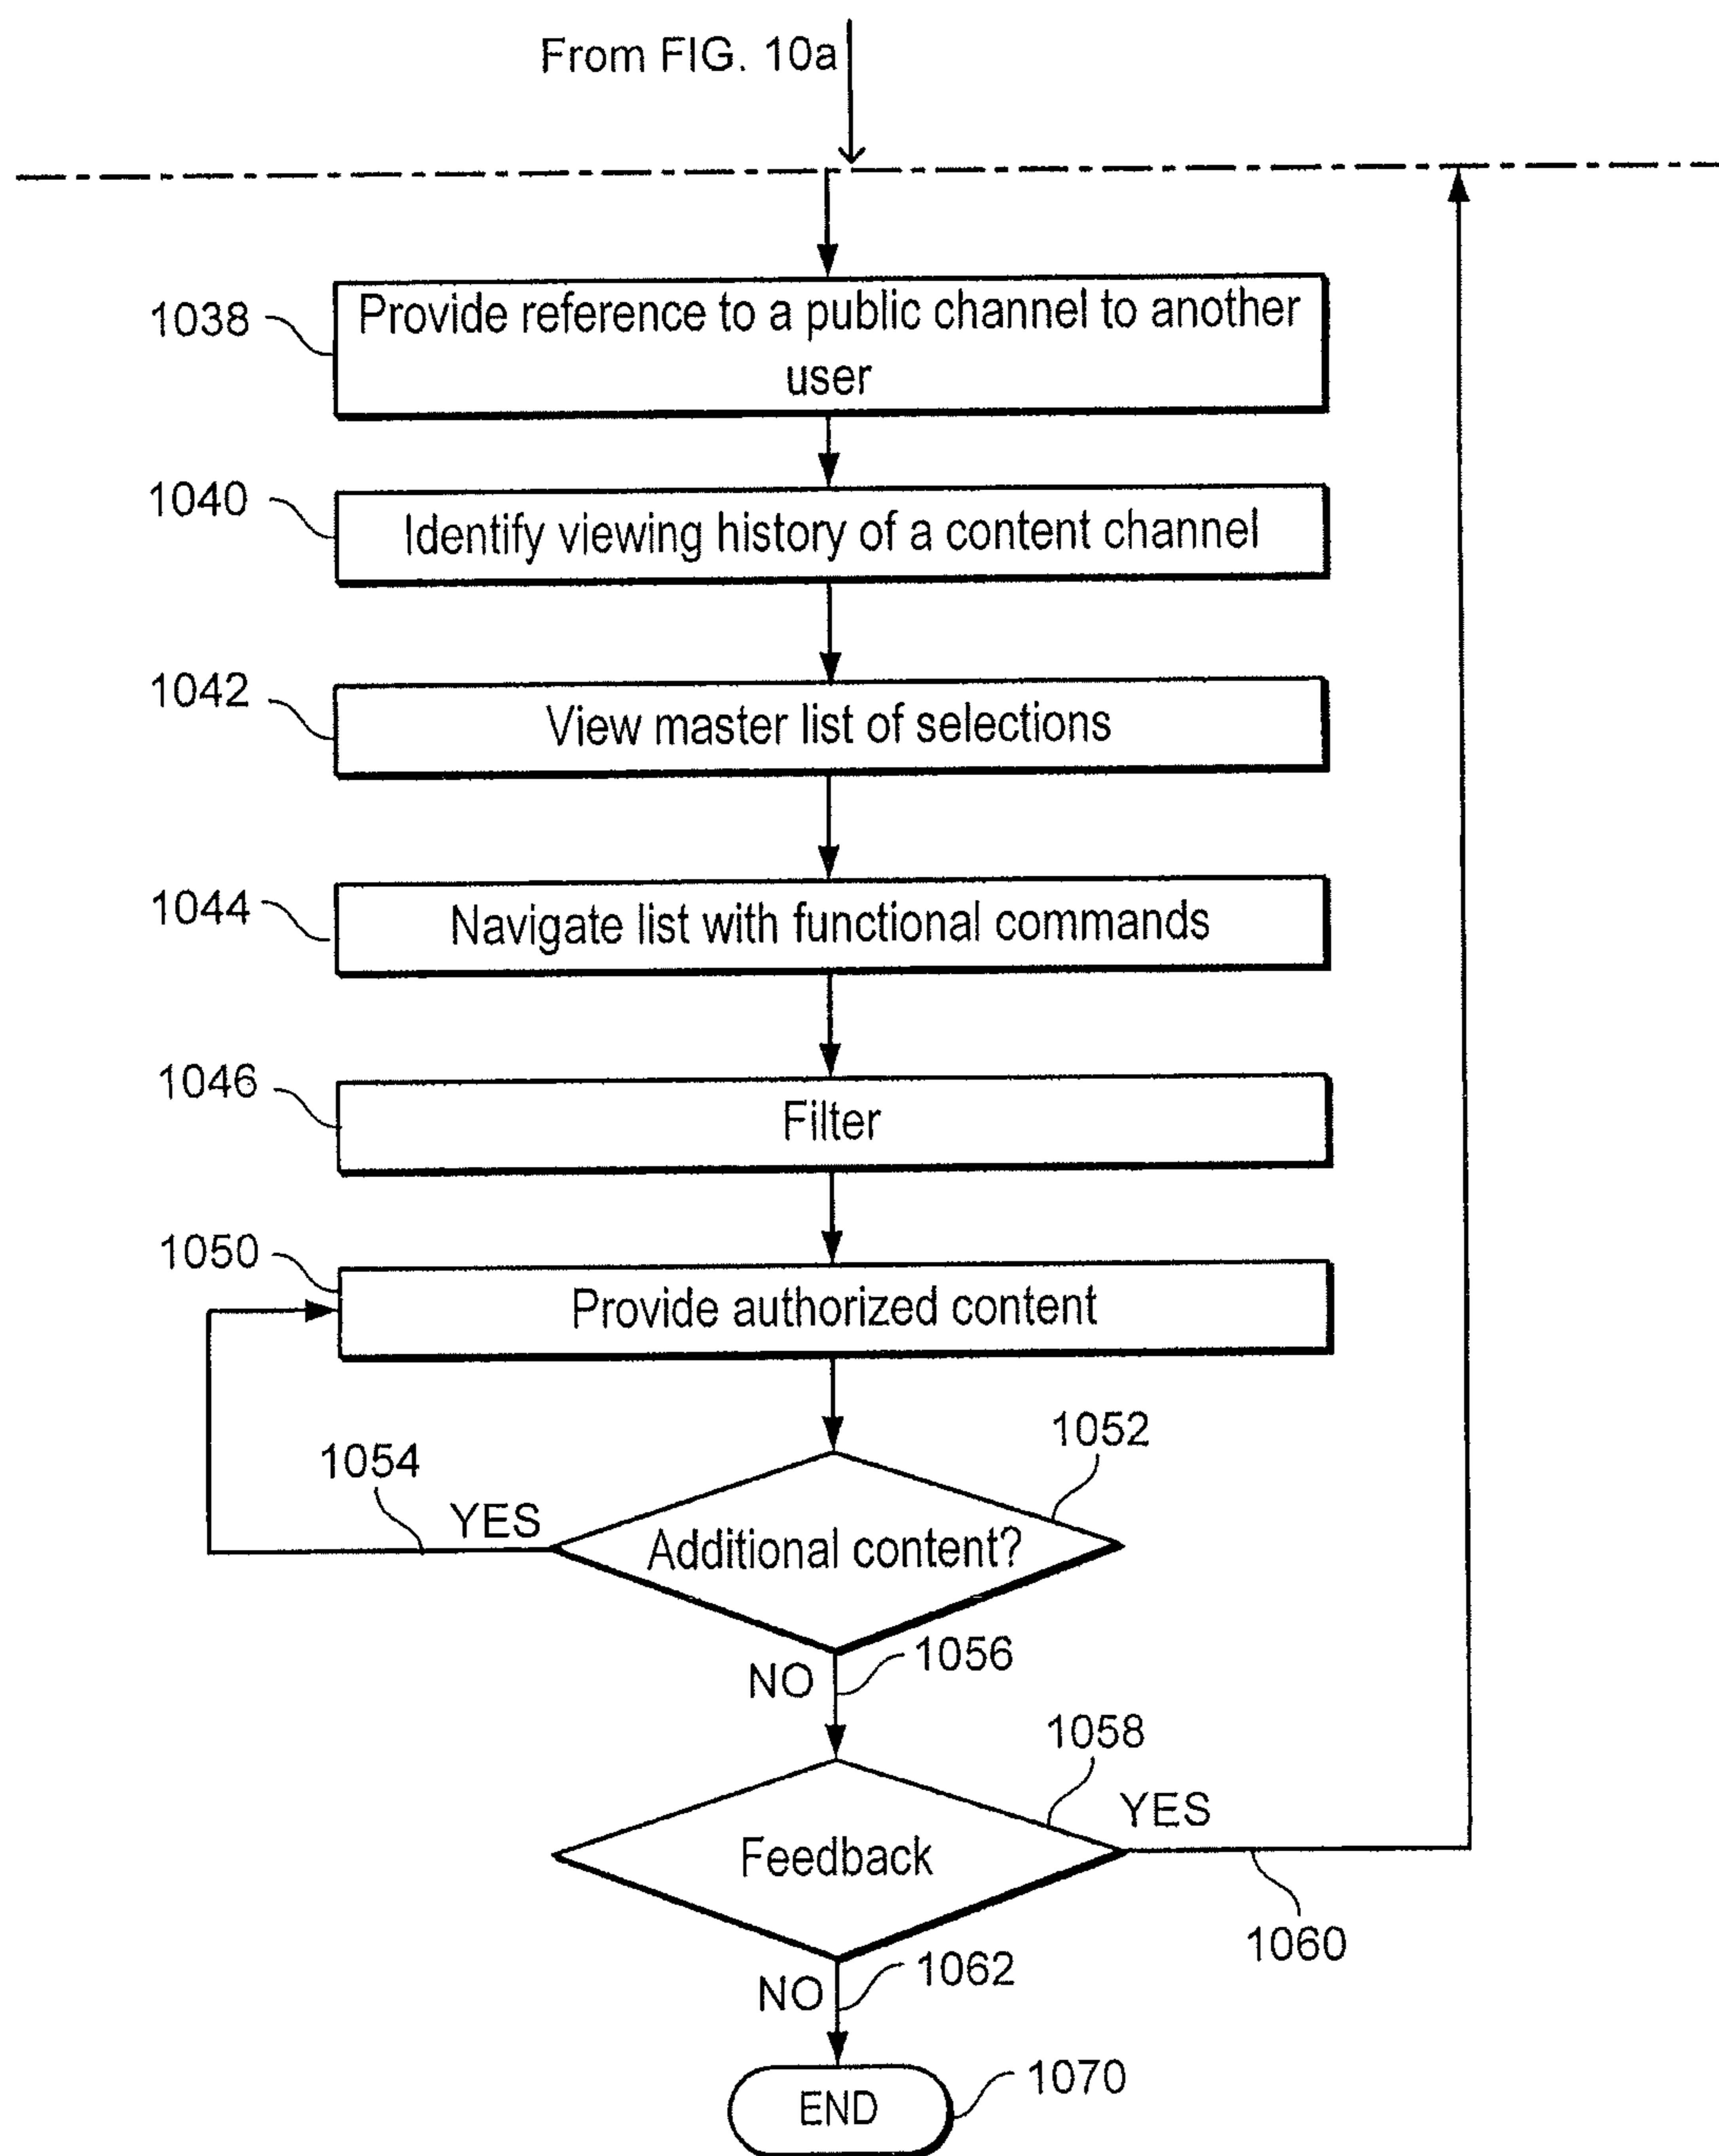 From FIG. 10a
1038
Provide reference to a public channel to another
user
1040
Identify viewing history of a content channel
1042
View master list of selections
1044
Navigate list with functional commands
1046
Filter
1050
Provide authorized content
1052
1054
YES
Additional content?
1056
NO
1058
YES
Feedback
1060
1062
NO
1070
END